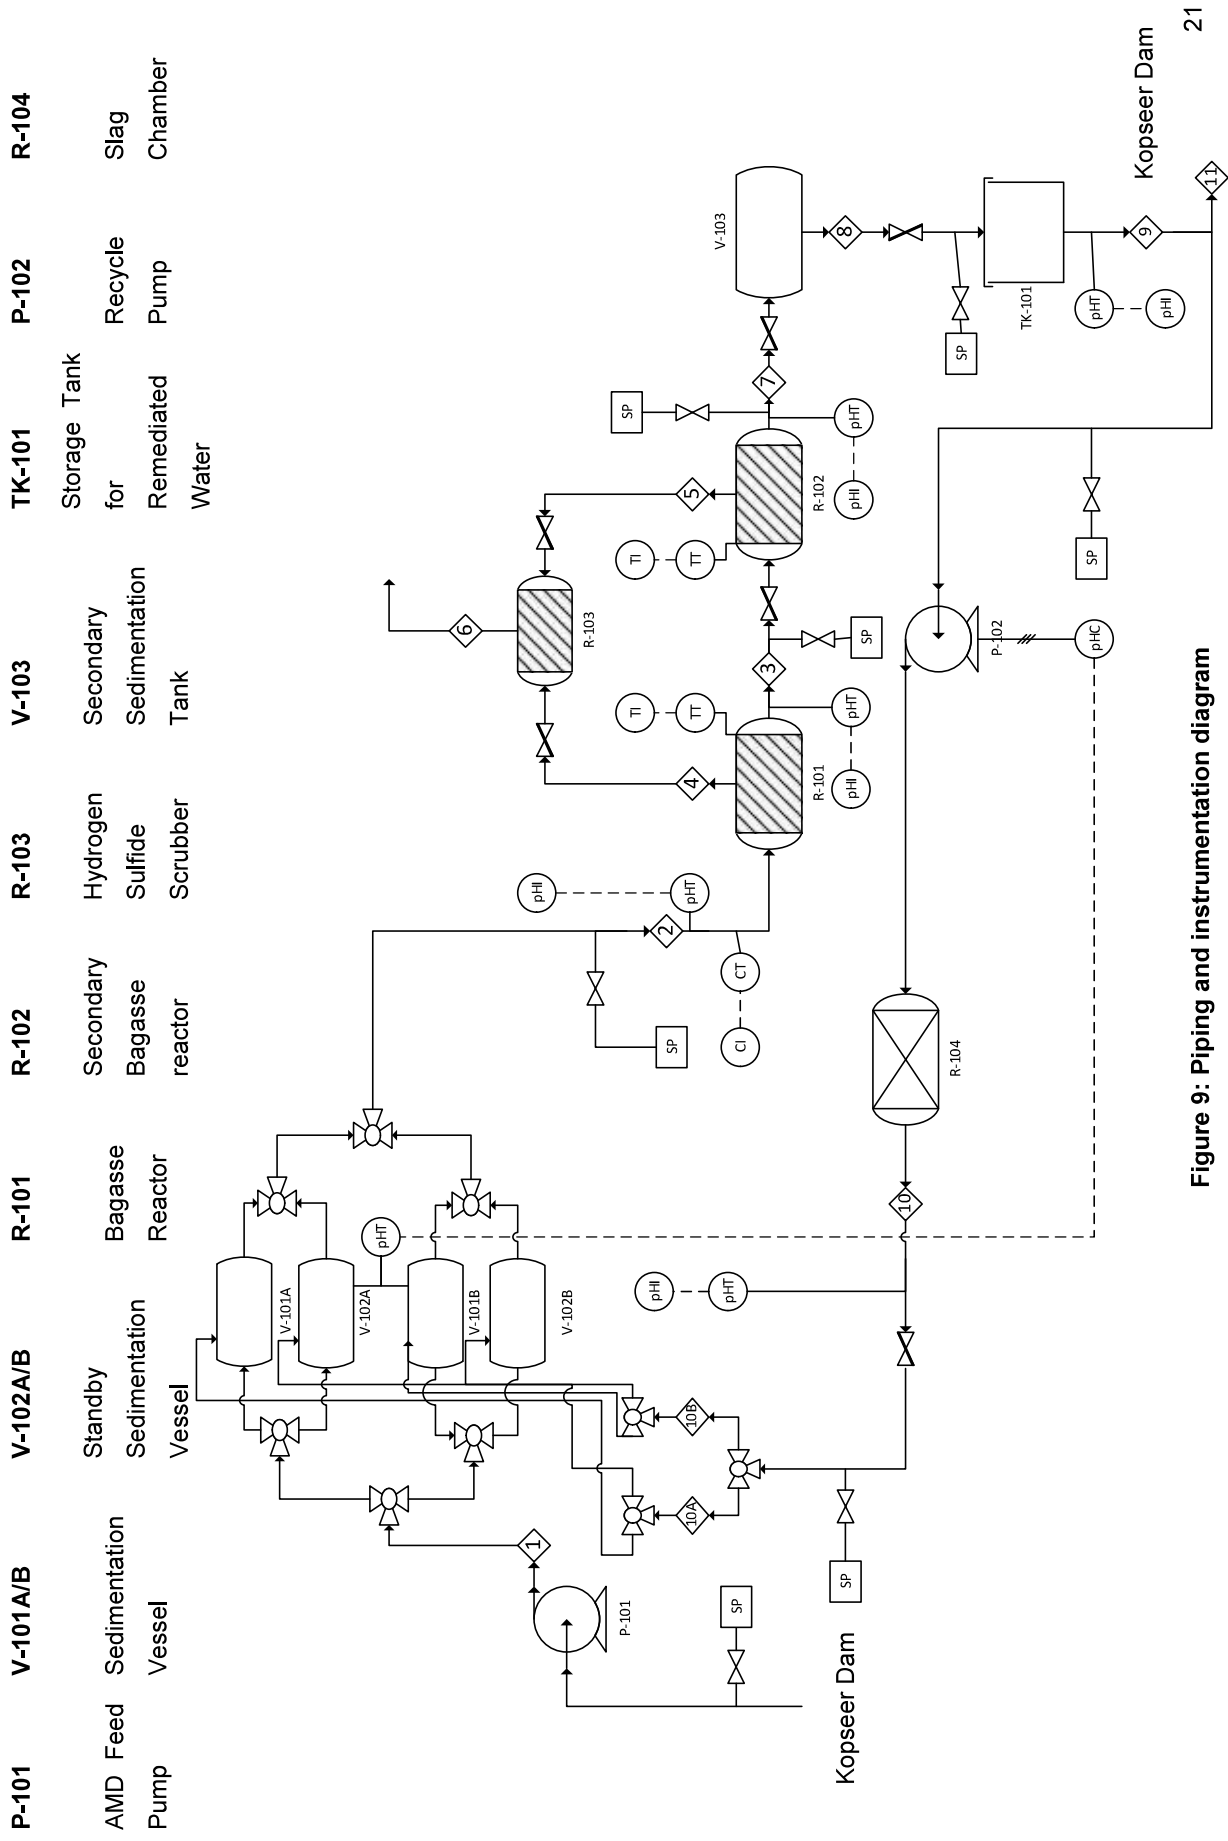 P-101
V-101A/B
V-102A/B
R-101
R-102
R-103
V-103
TK-101
P-102
R-104
AMD Feed
Pump
Sedimentation
Vessel
Standby
Sedimentation
Vessel
Bagasse
Reactor
Secondary
Bagasse
reactor
Hydrogen
Sulfide
Scrubber
Secondary
Sedimentation
Tank
Storage Tank
for
Remediated
Water
Recycle
Pump
Slag
Chamber
V-101A
V-102A
V-101B
V-102B
pHT
1
P-101
SP
Kopseer Dam
10A
10B
SP
pHI
pHT
10
R-104
SP
2
pHI
pHT
CT
CI
4
TI
TT
R-101
pHI
pHT
3
SP
R-103
6
5
TI
TT
R-102
pHI
pHT
SP
7
V-103
8
SP
TK-101
pHT
pHI
9
Kopseer Dam
11
SP
P-102
pHC
Figure 9: Piping and instrumentation diagram
21